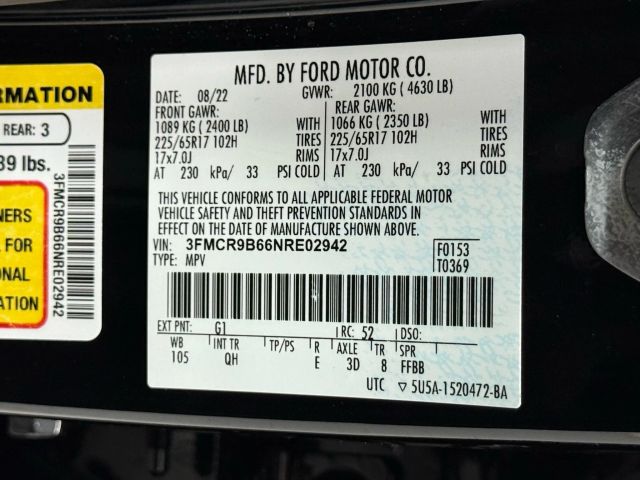 MFD. BY FORD MOTOR CO.
DATE: 08/22 GVWR: 2100 KG ( 4630 LB)
FRONT GAWR: REAR GAWR:
1089 KG ( 2400 LB) WITH 1066 KG ( 2350 LB) WITH
225/65R17 102H TIRES 225/65R17 102H TIRES
17x7.0J RIMS 17x7.0J RIMS
AT 230 kPa/ 33 PSI COLD AT 230 kPa/ 33 PSI COLD
THIS VEHICLE CONFORMS TO ALL APPLICABLE FEDERAL MOTOR
VEHICLE SAFETY AND THEFT PREVENTION STANDARDS IN
EFFECT ON THE DATE OF MANUFACTURE SHOWN ABOVE.
VIN: 3FMCR9B66NRE02942 F0153
TYPE: MPV T0369
EXT PNT: G1 RC: 52 DSO:
WB INT TR TP/PS R AXLE TR SPR
105 QH E 3D 8 FFBB
UTC ▽5U5A-1520472-BA
RMATION
REAR: 3
39 lbs.
NERS
L FOR
ONAL
ATION
3FMCR9B66NRE02942